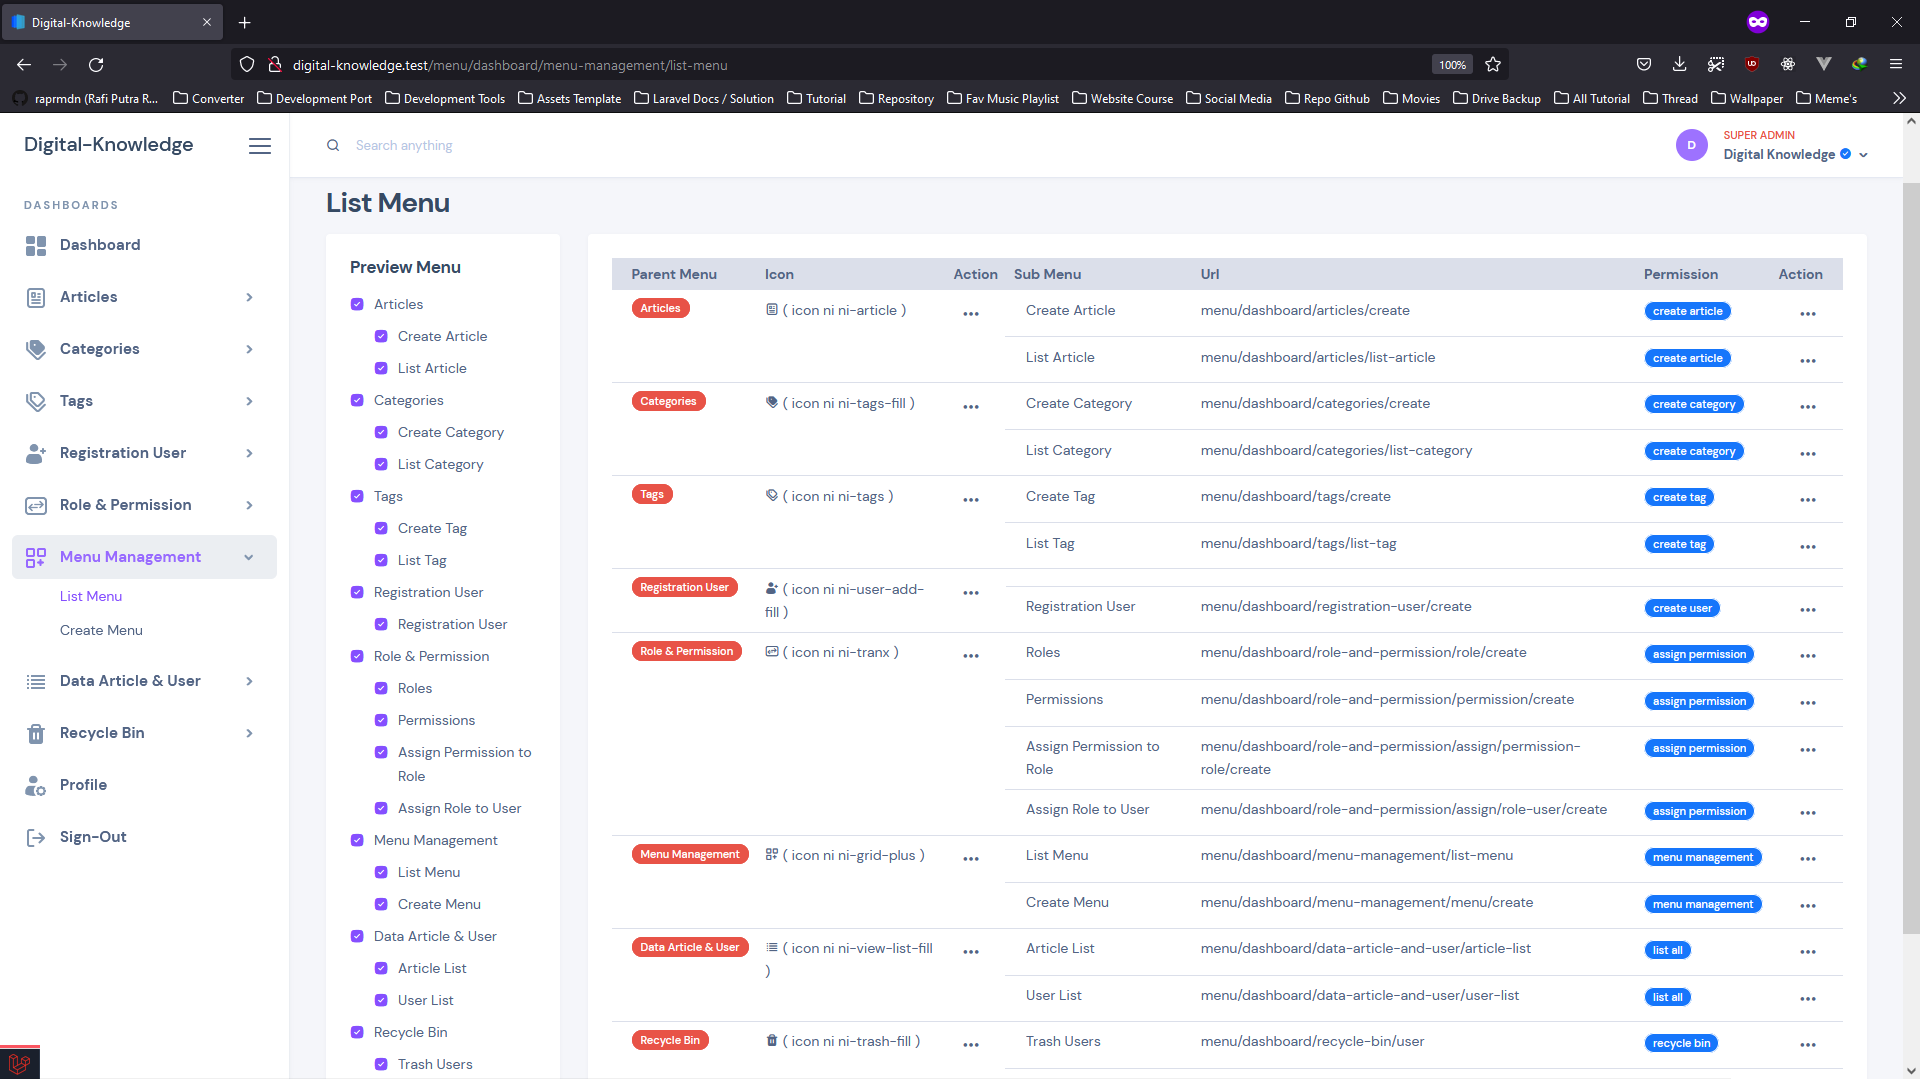 Digital-Knowledge
digital-knowledge.test/menu/dashboard/menu-management/list-menu
100%
raprmdn (Rafi Putra R...
Converter
Development Port
Development Tools
Assets Template
Laravel Docs / Solution
Tutorial
Repository
Fav Music Playlist
Website Course
Social Media
Repo Github
Movies
Drive Backup
All Tutorial
Thread
Wallpaper
Meme's
Digital-Knowledge
Search anything
D
SUPER ADMIN
Digital Knowledge
DASHBOARDS
Dashboard
Articles
Categories
Tags
Registration User
Role & Permission
Menu Management
List Menu
Create Menu
Data Article & User
Recycle Bin
Profile
Sign-Out
List Menu
Preview Menu
Articles
Create Article
List Article
Categories
Create Category
List Category
Tags
Create Tag
List Tag
Registration User
Registration User
Role & Permission
Roles
Permissions
Assign Permission to
Role
Assign Role to User
Menu Management
List Menu
Create Menu
Data Article & User
Article List
User List
Recycle Bin
Trash Users
Parent Menu Icon Action Sub Menu Url Permission Action
Articles ( icon ni ni-article ) Create Article menu/dashboard/articles/create create article
List Article menu/dashboard/articles/list-article create article
Categories ( icon ni ni-tags-fill ) Create Category menu/dashboard/categories/create create category
List Category menu/dashboard/categories/list-category create category
Tags ( icon ni ni-tags ) Create Tag menu/dashboard/tags/create create tag
List Tag menu/dashboard/tags/list-tag create tag
Registration User ( icon ni ni-user-add-
fill ) Registration User menu/dashboard/registration-user/create create user
Role & Permission ( icon ni ni-tranx ) Roles menu/dashboard/role-and-permission/role/create assign permission
Permissions menu/dashboard/role-and-permission/permission/create assign permission
Assign Permission to menu/dashboard/role-and-permission/assign/permission- assign permission
Role role/create
Assign Role to User menu/dashboard/role-and-permission/assign/role-user/create assign permission
Menu Management ( icon ni ni-grid-plus ) List Menu menu/dashboard/menu-management/list-menu menu management
Create Menu menu/dashboard/menu-management/menu/create menu management
Data Article & User ( icon ni ni-view-list-fill Article List menu/dashboard/data-article-and-user/article-list list all
)
User List menu/dashboard/data-article-and-user/user-list list all
Recycle Bin ( icon ni ni-trash-fill ) Trash Users menu/dashboard/recycle-bin/user recycle bin